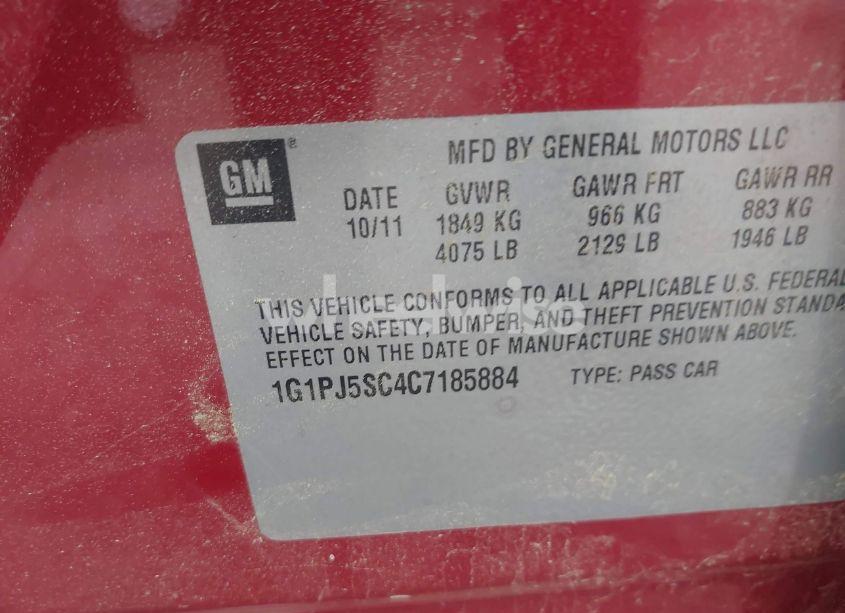 GM®
MFD BY GENERAL MOTORS LLC
DATE GVWR GAWR FRT GAWR RR
10/11 1849 KG 966 KG 883 KG
4075 LB 2129 LB 1946 LB
THIS VEHICLE CONFORMS TO ALL APPLICABLE U.S. FEDERAL
VEHICLE SAFETY, BUMPER, AND THEFT PREVENTION STANDA
EFFECT ON THE DATE OF MANUFACTURE SHOWN ABOVE.
1G1PJ5SC4C7185884 TYPE: PASS CAR